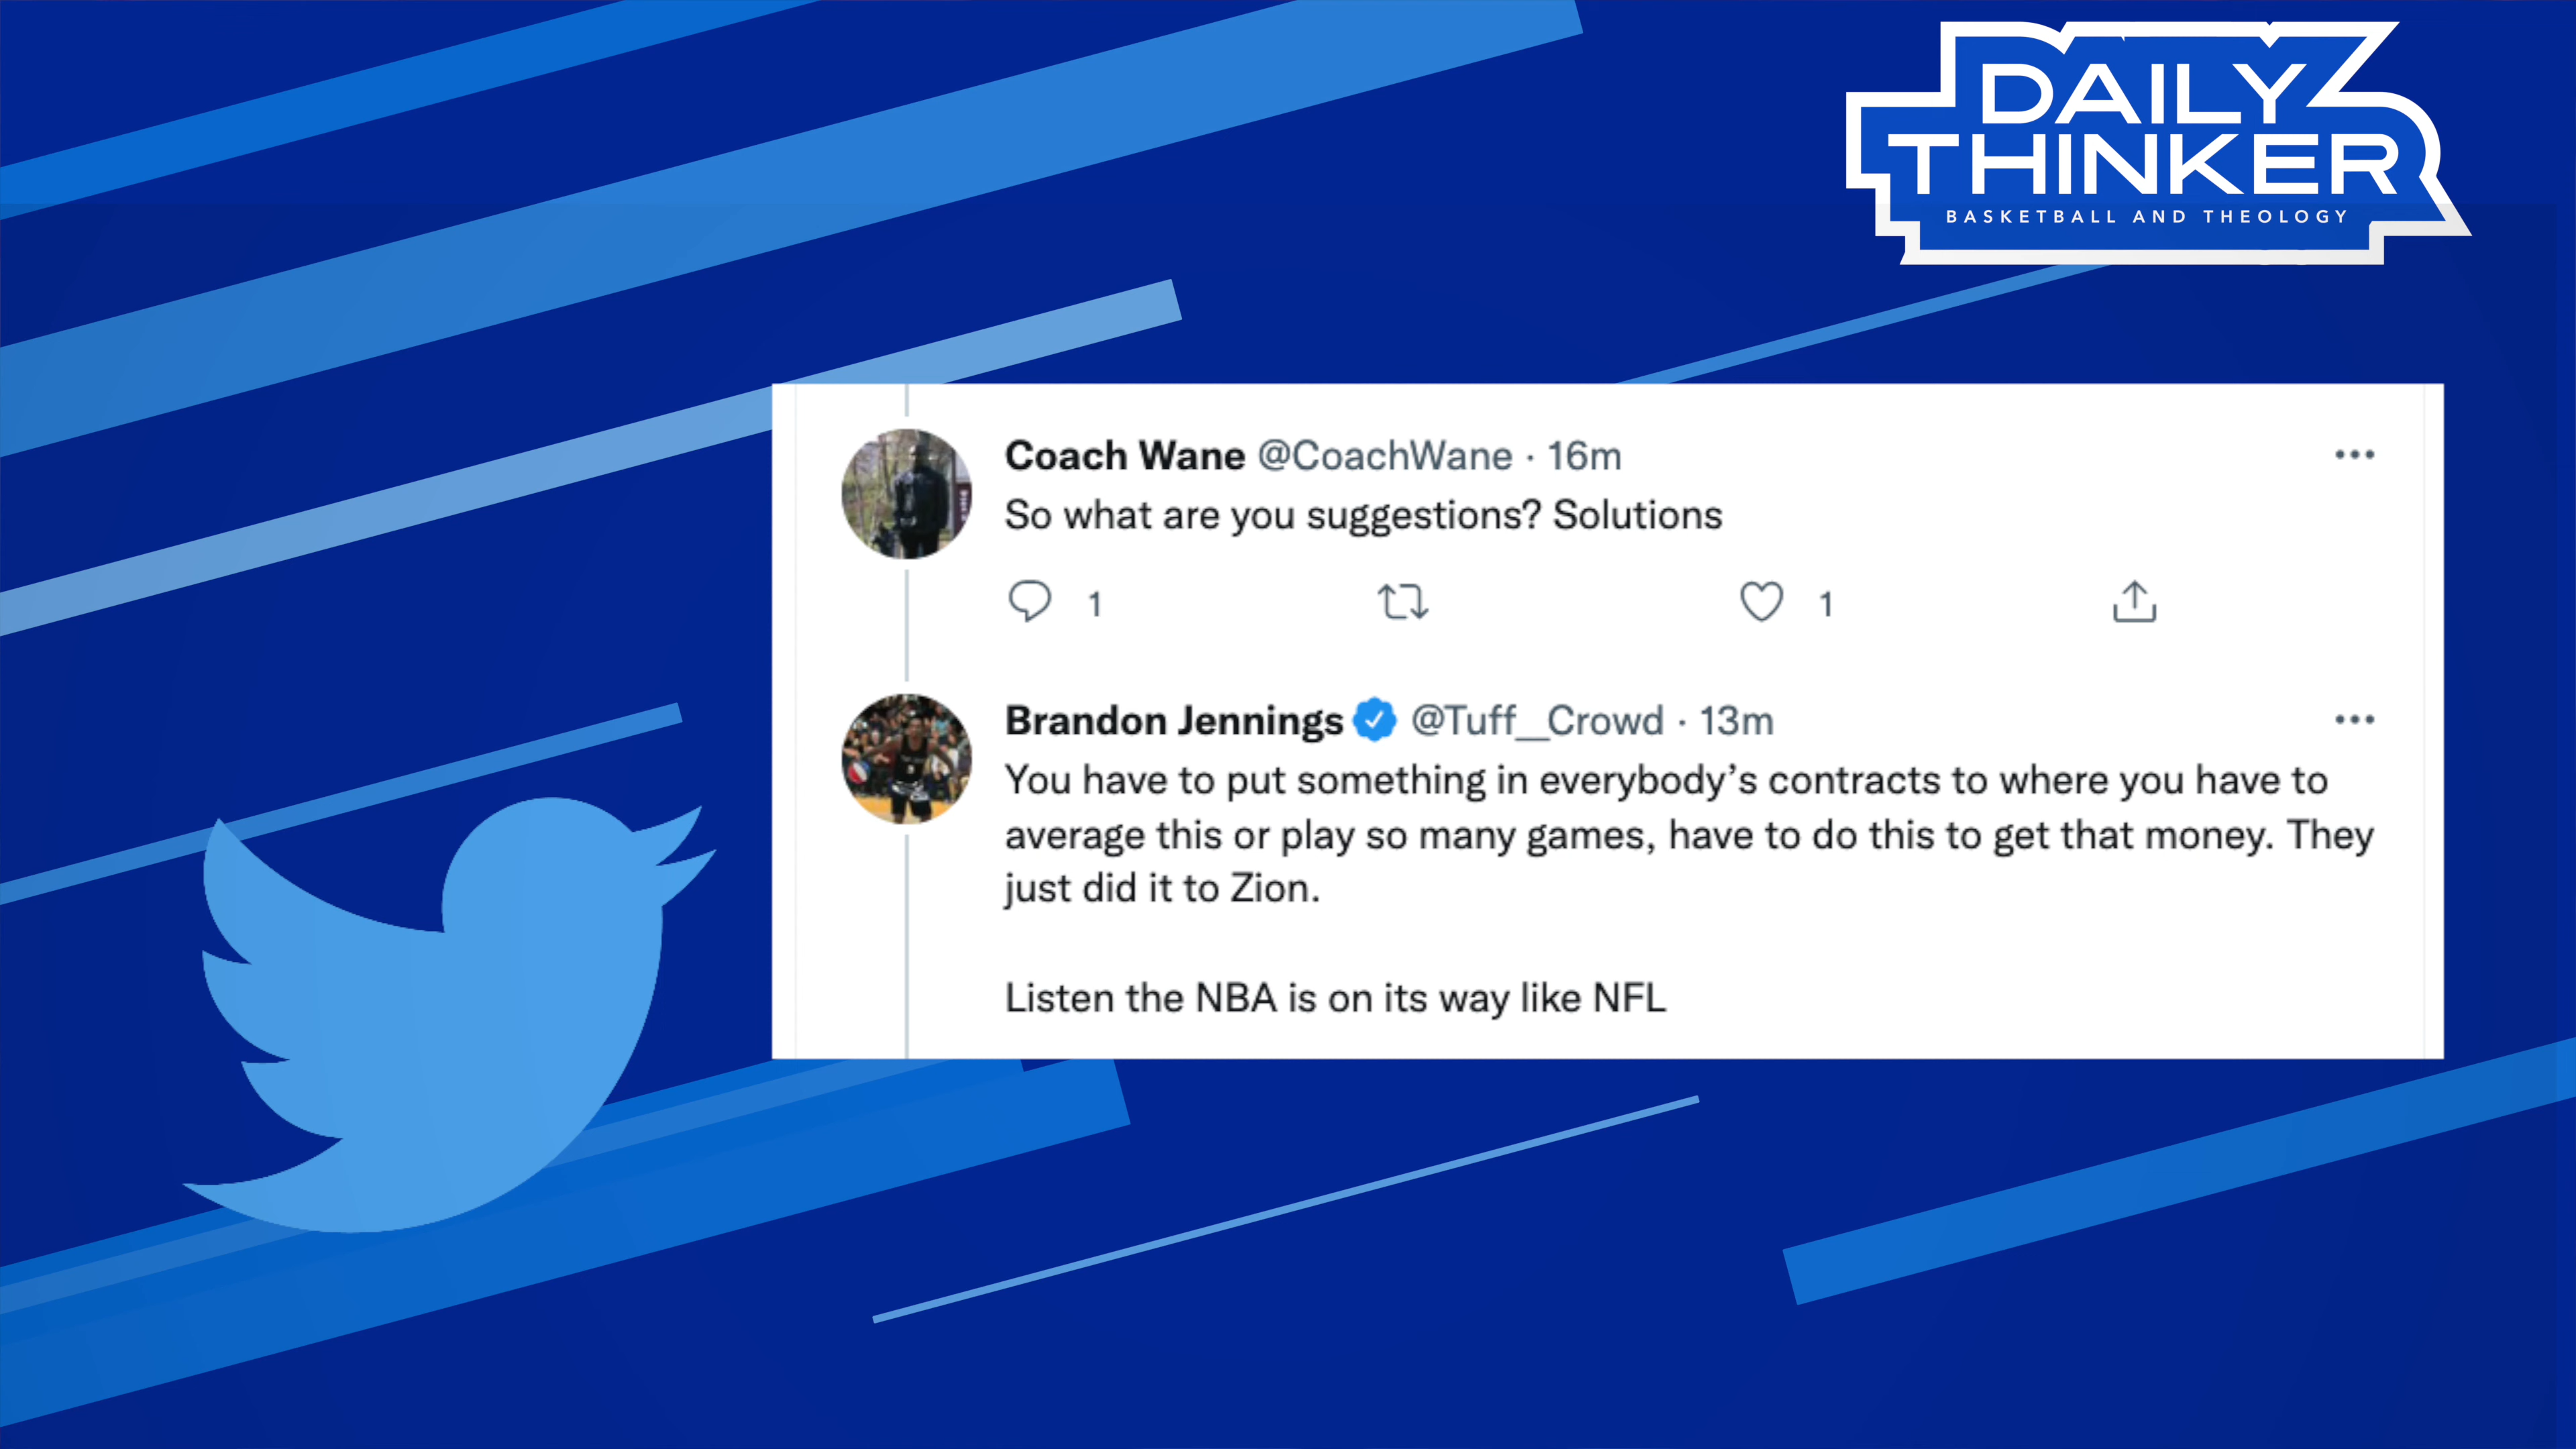 DAILY
THINKER
BASKETBALL AND THEOLOGY
Coach Wane @CoachWane · 16m
So what are you suggestions? Solutions
1 1
Brandon Jennings @Tuff__Crowd · 13m
You have to put something in everybody’s contracts to where you have to
average this or play so many games, have to do this to get that money. They
just did it to Zion.
Listen the NBA is on its way like NFL